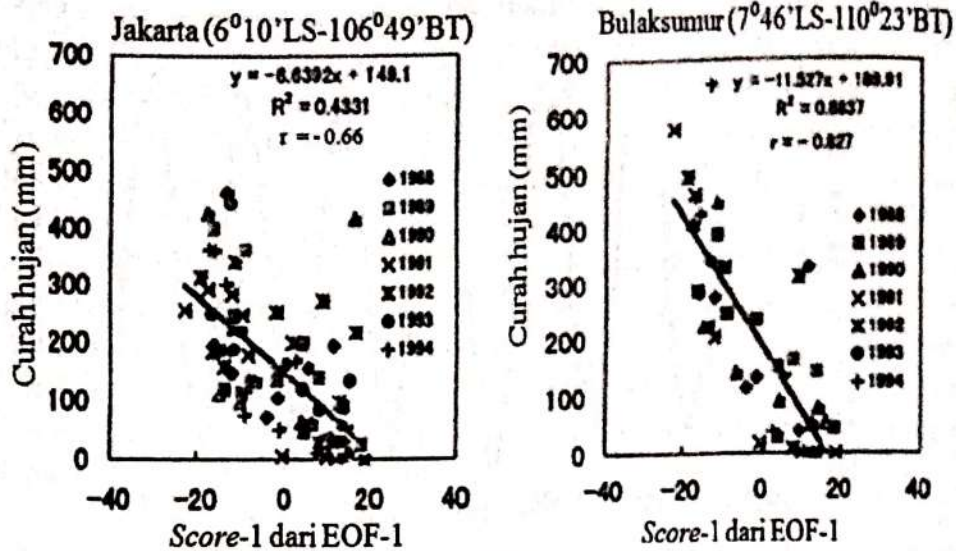 Jakarta (6⁰10'LS-106⁰49'BT)
700
600
500
400
300
200
100
0
Curah hujan (mm)
y = -6.6392x + 149.1
R² = 0.4331
r = -0.66
1988
1989
1990
1991
1992
1993
1994
-40 -20 0 20 40
Score-1 dari EOF-1
Bulaksumur (7⁰46'LS-110⁰23'BT)
700
600
500
400
300
200
100
0
Curah hujan (mm)
y = -11.527x +
R² =
r = - 0.827
1988
1989
1990
1991
1992
1993
1994
-40 -20 0 20 40
Score-1 dari EOF-1